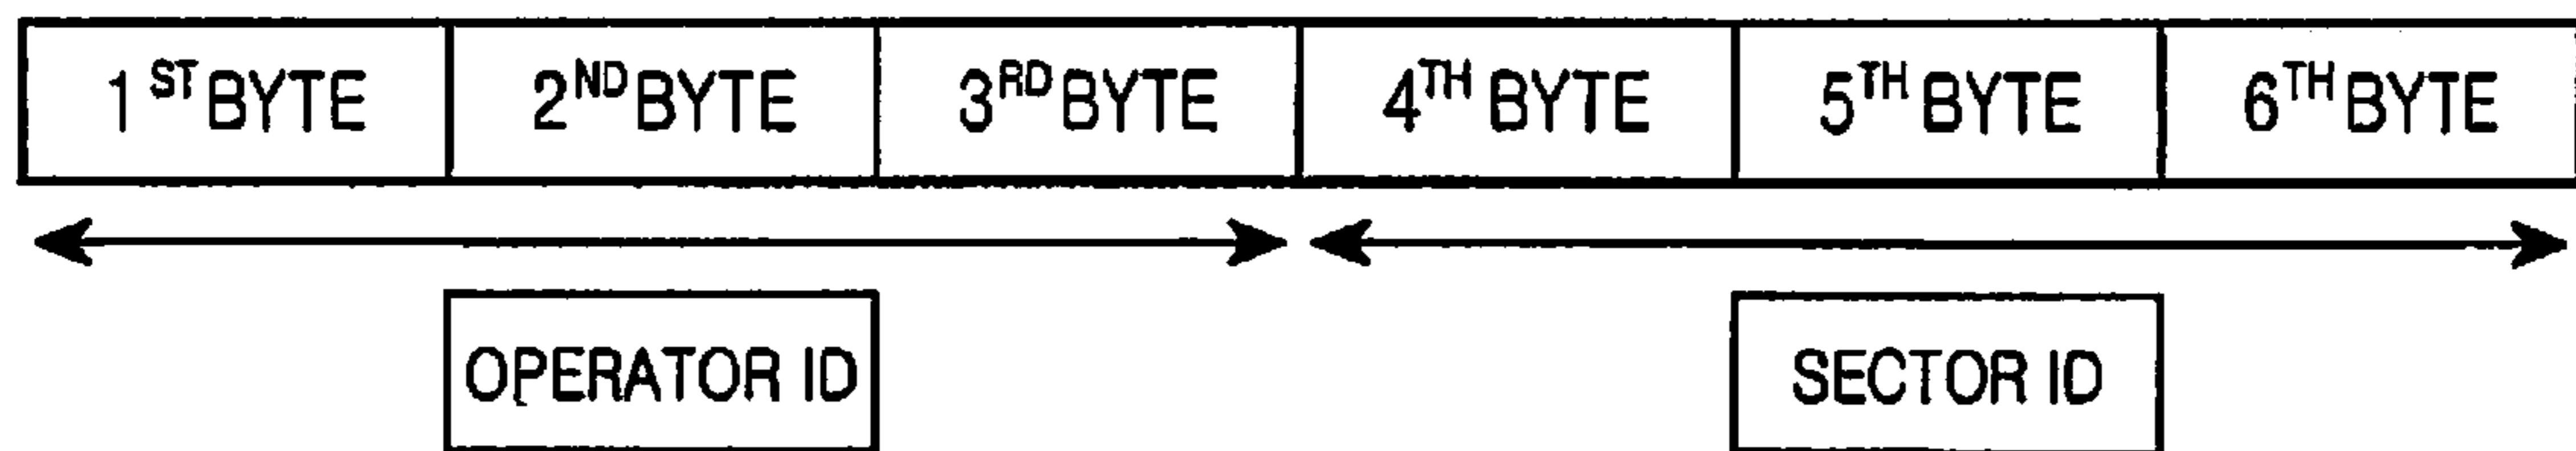 1ST BYTE 2ND BYTE 3RD BYTE 4TH BYTE 5TH BYTE 6TH BYTE
OPERATOR ID SECTOR ID